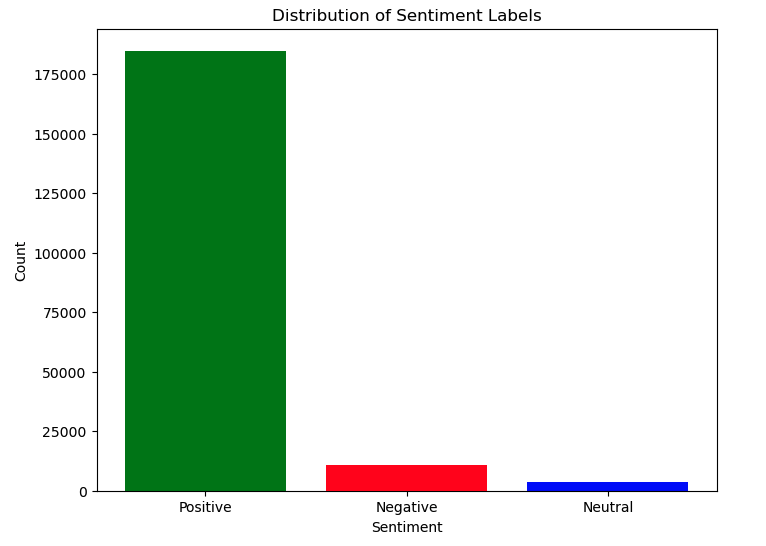 Distribution of Sentiment Labels
175000
150000
125000
100000
75000
50000
25000
0
Count
Positive
Negative
Neutral
Sentiment